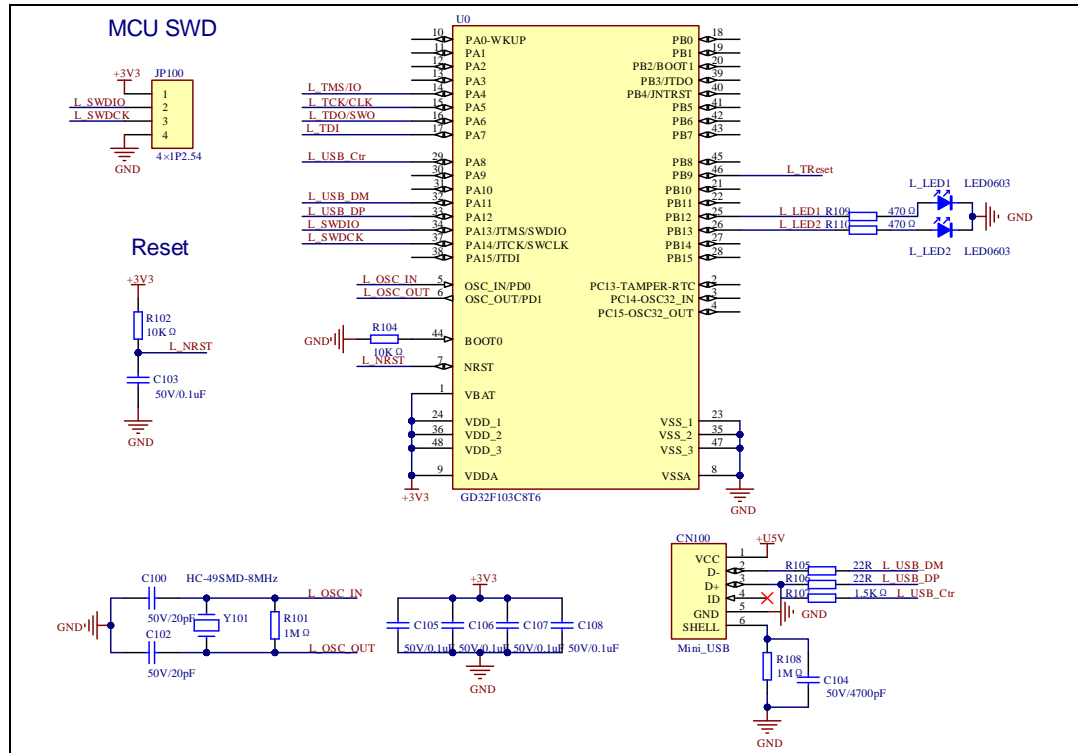 MCU SWD
+3V3
JP100
1
L_SWDIO 2
L_SWDCK 3
4
GND
4×1P2.54
Reset
+3V3
R102
10KΩ
L_NRST
C103
50V/0.1uF
GND
U0
10 PA0-WKUP
11 PA1
12 PA2
13 PA3
L_TMS/IO 14 PA4
L_TCK/CLK 15 PA5
L_TDO/SWO 16 PA6
L_TDI 17 PA7
L_USB_Ctr 29 PA8
30 PA9
31 PA10
L_USB_DM 32 PA11
L_USB_DP 33 PA12
L_SWDIO 34 PA13/JTMS/SWDIO
L_SWDCK 37 PA14/JTCK/SWCLK
38 PA15/JTDI
L_OSC_IN 5 OSC_IN/PD0
L_OSC_OUT 6 OSC_OUT/PD1
GND R104 44 BOOT0
10KΩ
L_NRST 7 NRST
1 VBAT
24 VDD_1
36 VDD_2
48 VDD_3
9 VDDA
+3V3
PB0 18
PB1 19
PB2/BOOT1 20
PB3/JTDO 39
PB4/JNTRST 40
PB5 41
PB6 42
PB7 43
PB8 45
PB9 46 L_TReset
PB10 21
PB11 22
PB12 25 L_LED1 R109 470Ω
PB13 26 L_LED2 R110 470Ω
PB14 27
PB15 28
L_LED1 LED0603
GND
L_LED2 LED0603
PC13-TAMPER-RTC 2
PC14-OSC32_IN 3
PC15-OSC32_OUT 4
VSS_1 23
VSS_2 35
VSS_3 47
VSSA 8
GND
GD32F103C8T6
C100 HC-49SMD-8MHz
L_OSC_IN
50V/20pF
GND
Y101 R101
1MΩ
C102
L_OSC_OUT
50V/20pF
+3V3
C105 C106 C107 C108
50V/0.1uF 50V/0.1uF 50V/0.1uF 50V/0.1uF
GND
CN100
+U5V
VCC 1
D- 2 R105 22R L_USB_DM
D+ 3 R106 22R L_USB_DP
ID 4 R107 1.5KΩ L_USB_Ctr
GND 5 GND
SHELL 6
Mini_USB
R108
1MΩ
C104
50V/4700pF
GND